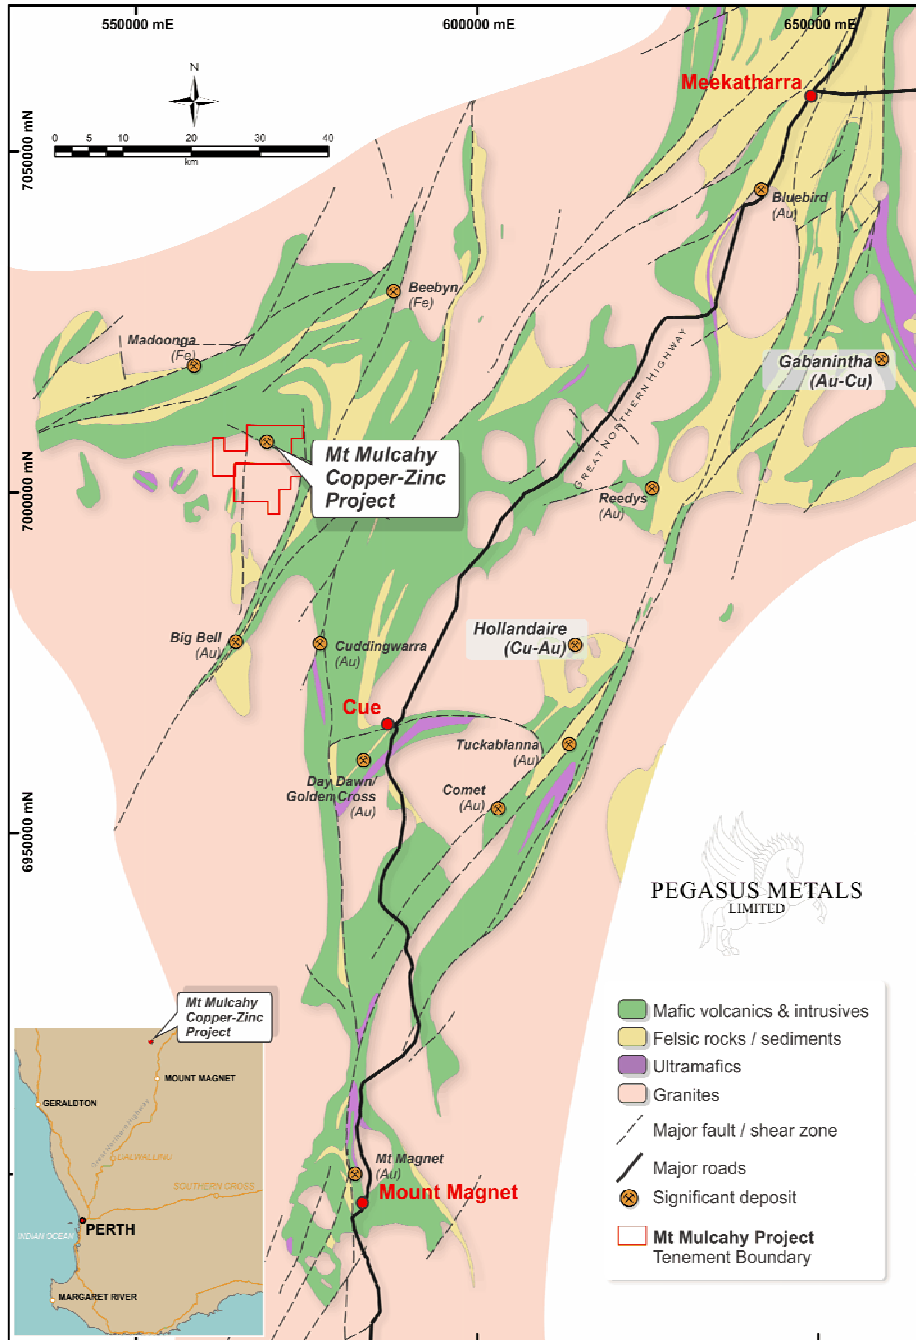 550000 mE
600000 mE
650000 mE
Meekatharra
N
0 5 10 20 30 40
km
7050000 mN
Bluebird
(Au)
Beebyn
(Fe)
Madoonga
(Fe)
Gabanintha
(Au-Cu)
GREAT NORTHERN HIGHWAY
Mt Mulcahy
Copper-Zinc
Project
7000000 mN
Reedys
(Au)
Big Bell
(Au)
Cuddingwarra
(Au)
Hollandaire
(Cu-Au)
Cue
Tuckabianna
(Au)
Day Dawn/
Golden Cross
(Au)
Comet
(Au)
6950000 mN
PEGASUS METALS
LIMITED
Mt Mulcahy
Copper-Zinc
Project
MOUNT MAGNET
GERALDTON
Great Northern Highway
DALWALLINU
SOUTHERN CROSS
PERTH
INDIAN OCEAN
MARGARET RIVER
Mt Magnet
(Au)
Mount Magnet
Mafic volcanics & intrusives
Felsic rocks / sediments
Ultramafics
Granites
Major fault / shear zone
Major roads
Significant deposit
Mt Mulcahy Project
Tenement Boundary